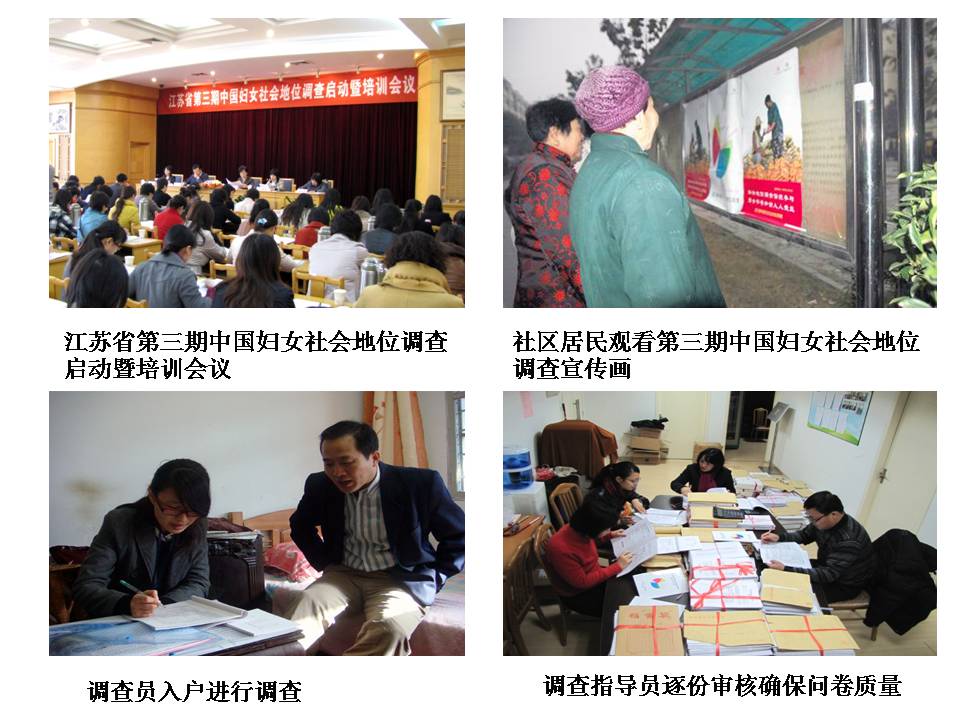 江苏省第三期中国妇女社会地位调查启动暨培训会议
江苏省第三期中国妇女社会地位调查
启动暨培训会议
社区居民观看第三期中国妇女社会地位
调查宣传画
调查员入户进行调查
调查指导员逐份审核确保问卷质量